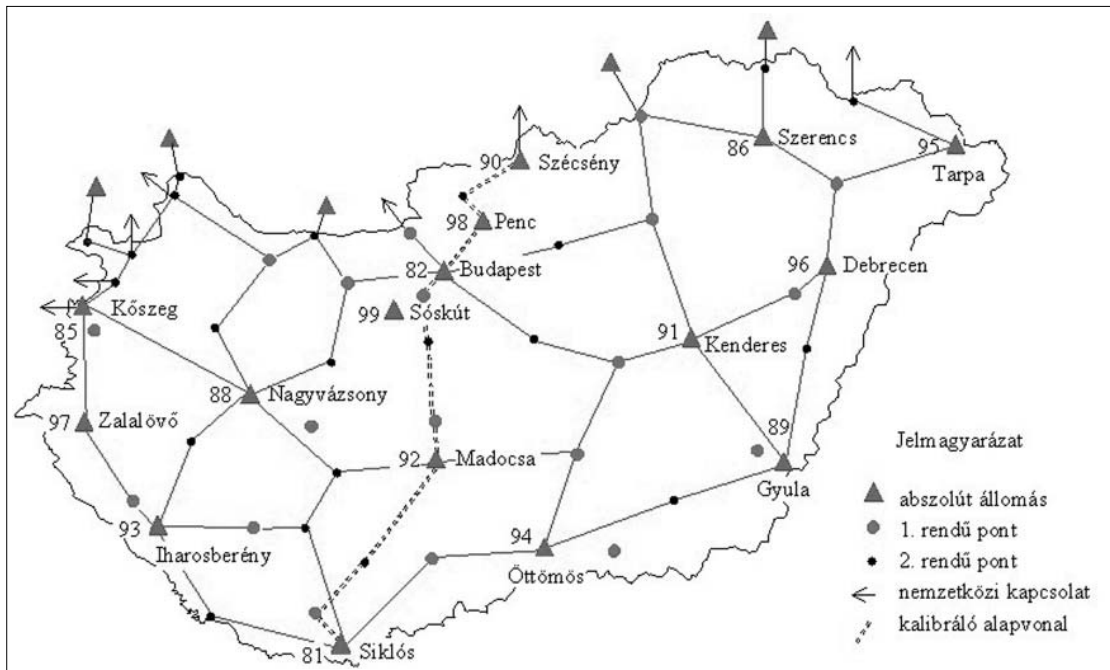 90 Szécsény
86 Szerencs
95 Tarpa
98 Penc
82 Budapest
96 Debrecen
85 Kőszeg
99 Sóskút
91 Kenderes
88 Nagyvázsony
97 Zalalövő
92 Madocsa
89 Gyula
93 Iharosberény
94 Öttömös
81 Siklós
Jelmagyarázat
abszolút állomás
1. rendű pont
2. rendű pont
nemzetközi kapcsolat
kalibráló alapvonal